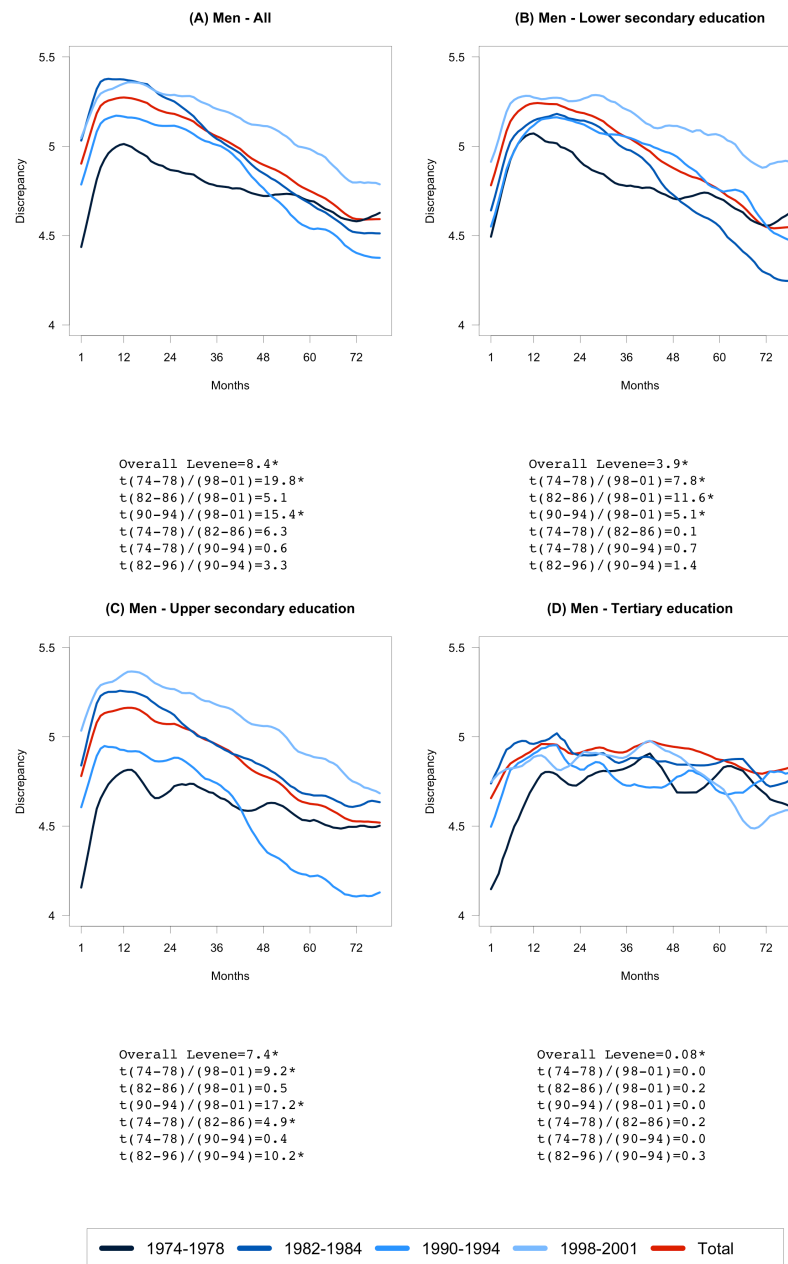 (A) Men - All
(B) Men - Lower secondary education
5.5
5
4.5
4
Discrepancy
1 12 24 36 48 60 72
Months
5.5
5
4.5
4
Discrepancy
1 12 24 36 48 60 72
Months
Overall Levene=8.4*
t(74-78)/(98-01)=19.8*
t(82-86)/(98-01)=5.1
t(90-94)/(98-01)=15.4*
t(74-78)/(82-86)=6.3
t(74-78)/(90-94)=0.6
t(82-96)/(90-94)=3.3
Overall Levene=3.9*
t(74-78)/(98-01)=7.8*
t(82-86)/(98-01)=11.6*
t(90-94)/(98-01)=5.1*
t(74-78)/(82-86)=0.1
t(74-78)/(90-94)=0.7
t(82-96)/(90-94)=1.4
(C) Men - Upper secondary education
(D) Men - Tertiary education
5.5
5
4.5
4
Discrepancy
1 12 24 36 48 60 72
Months
5.5
5
4.5
4
Discrepancy
1 12 24 36 48 60 72
Months
Overall Levene=7.4*
t(74-78)/(98-01)=9.2*
t(82-86)/(98-01)=0.5
t(90-94)/(98-01)=17.2*
t(74-78)/(82-86)=4.9*
t(74-78)/(90-94)=0.4
t(82-96)/(90-94)=10.2*
Overall Levene=0.08*
t(74-78)/(98-01)=0.0
t(82-86)/(98-01)=0.2
t(90-94)/(98-01)=0.0
t(74-78)/(82-86)=0.2
t(74-78)/(90-94)=0.0
t(82-96)/(90-94)=0.3
1974-1978 1982-1984 1990-1994 1998-2001 Total